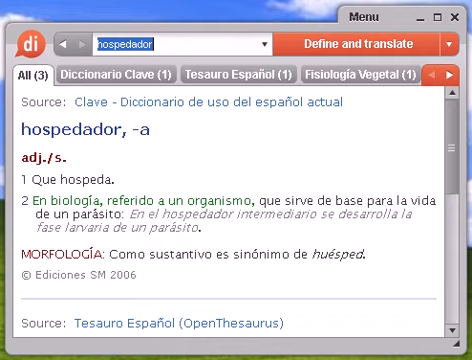 Menu
di
hospedador
Define and translate
All (3)
Diccionario Clave (1)
Tesauro Español (1)
Fisiología Vegetal (1)
Source: Clave - Diccionario de uso del español actual
hospedador, -a
adj./s.
1 Que hospeda.
2 En biología, referido a un organismo, que sirve de base para la vida
de un parásito: En el hospedador intermediario se desarrolla la
fase larvaria de un parásito.
MORFOLOGÍA: Como sustantivo es sinónimo de huésped.
© Ediciones SM 2006
Source: Tesauro Español (OpenThesaurus)